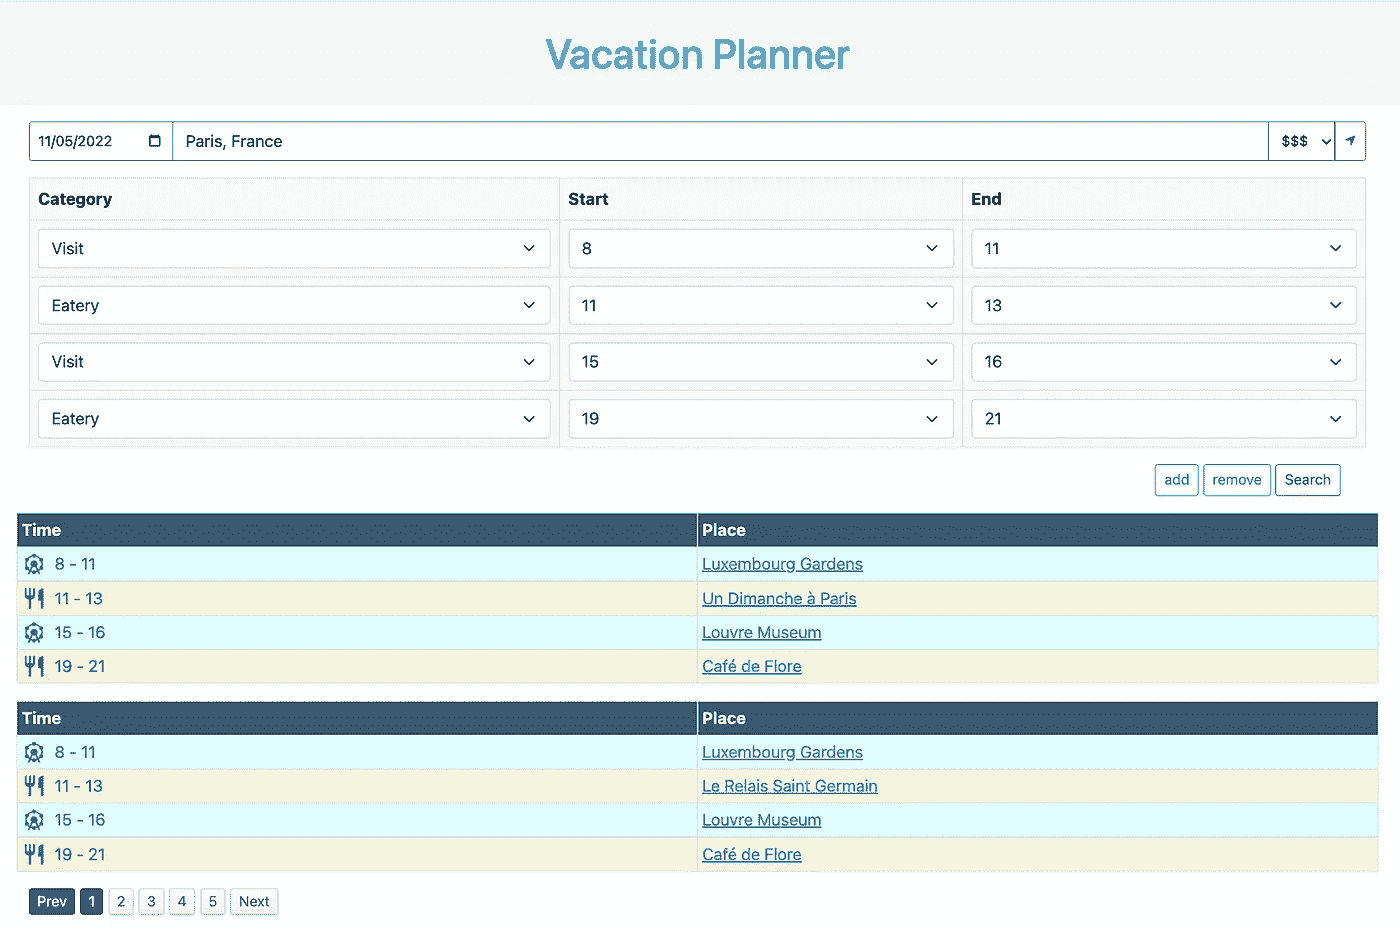 Vacation Planner
11/05/2022 Paris, France $$$
Category Start End
Visit 8 11
Eatery 11 13
Visit 15 16
Eatery 19 21
add remove Search
Time Place
8 - 11 Luxembourg Gardens
11 - 13 Un Dimanche à Paris
15 - 16 Louvre Museum
19 - 21 Café de Flore
Time Place
8 - 11 Luxembourg Gardens
11 - 13 Le Relais Saint Germain
15 - 16 Louvre Museum
19 - 21 Café de Flore
Prev 1 2 3 4 5 Next